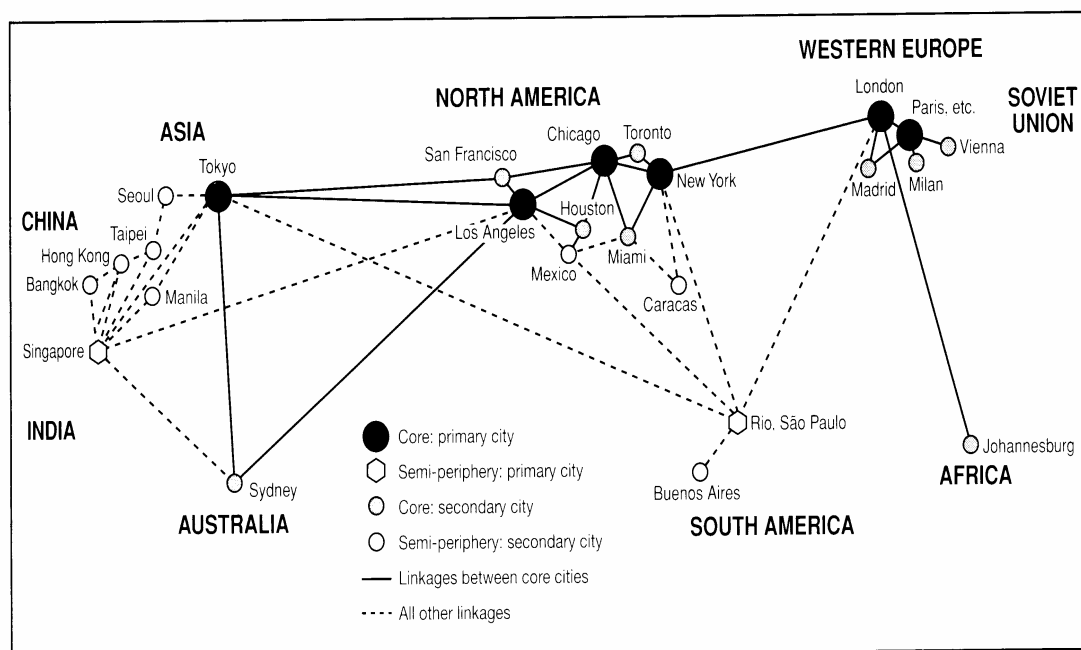 WESTERN EUROPE
London
SOVIET
UNION
Paris, etc.
NORTH AMERICA
Chicago
Toronto
ASIA
San Francisco
Vienna
Tokyo
New York
Madrid
Milan
Seoul
Houston
CHINA
Taipei
Los Angeles
Miami
Hong Kong
Mexico
Bangkok
Manila
Caracas
Singapore
Rio, São Paulo
INDIA
Core: primary city
Johannesburg
Semi-periphery: primary city
AFRICA
Sydney
Buenos Aires
Core: secondary city
AUSTRALIA
SOUTH AMERICA
Semi-periphery: secondary city
Linkages between core cities
All other linkages